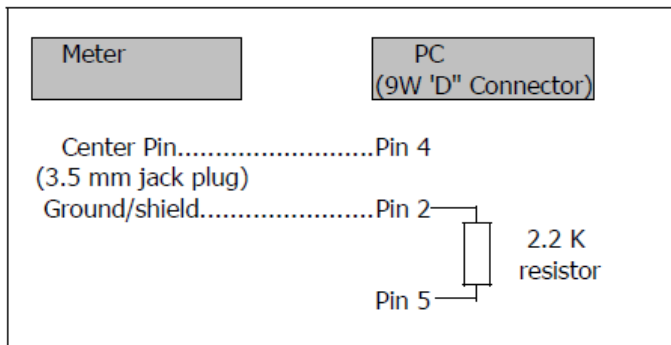 Meter
PC
(9W 'D" Connector)
Center Pin.............................Pin 4
(3.5 mm jack plug)
Ground/shield.........................Pin 2
2.2 K
resistor
Pin 5